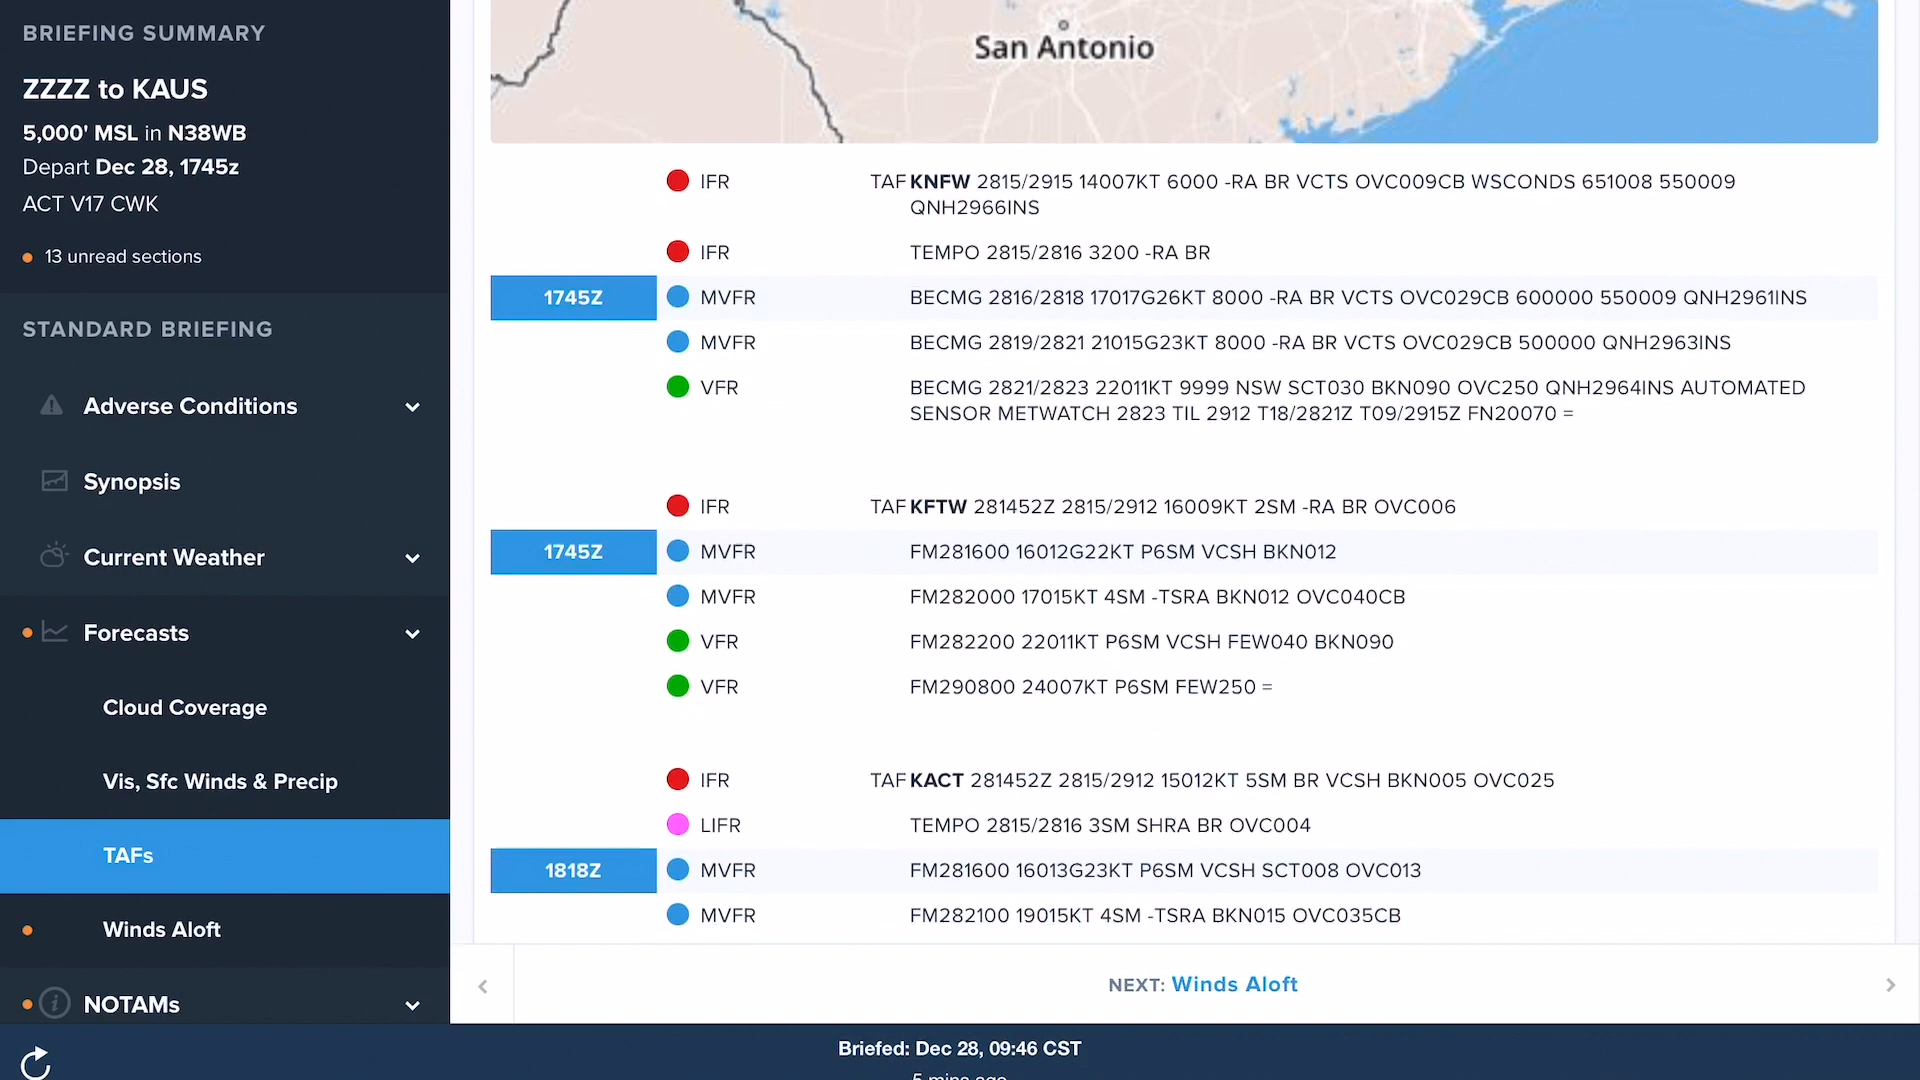 BRIEFING SUMMARY
ZZZZ to KAUS
5,000' MSL in N38WB
Depart Dec 28, 1745z
ACT V17 CWK
13 unread sections
STANDARD BRIEFING
Adverse Conditions
Synopsis
Current Weather
Forecasts
Cloud Coverage
Vis, Sfc Winds & Precip
TAFs
Winds Aloft
NOTAMs
San Antonio
IFR TAF KNFW 2815/2915 14007KT 6000 -RA BR VCTS OVC009CB WSCONDS 651008 550009
QNH2966INS
IFR TEMPO 2815/2816 3200 -RA BR
1745Z MVFR BECMG 2816/2818 17017G26KT 8000 -RA BR VCTS OVC029CB 600000 550009 QNH2961INS
MVFR BECMG 2819/2821 21015G23KT 8000 -RA BR VCTS OVC029CB 500000 QNH2963INS
VFR BECMG 2821/2823 22011KT 9999 NSW SCT030 BKN090 OVC250 QNH2964INS AUTOMATED
SENSOR METWATCH 2823 TIL 2912 T18/2821Z T09/2915Z FN20070 =
IFR TAF KFTW 281452Z 2815/2912 16009KT 2SM -RA BR OVC006
1745Z MVFR FM281600 16012G22KT P6SM VCSH BKN012
MVFR FM282000 17015KT 4SM -TSRA BKN012 OVC040CB
VFR FM282200 22011KT P6SM VCSH FEW040 BKN090
VFR FM290800 24007KT P6SM FEW250 =
IFR TAF KACT 281452Z 2815/2912 15012KT 5SM BR VCSH BKN005 OVC025
LIFR TEMPO 2815/2816 3SM SHRA BR OVC004
1818Z MVFR FM281600 16013G23KT P6SM VCSH SCT008 OVC013
MVFR FM282100 19015KT 4SM -TSRA BKN015 OVC035CB
NEXT: Winds Aloft
Briefed: Dec 28, 09:46 CST
5 mins ago